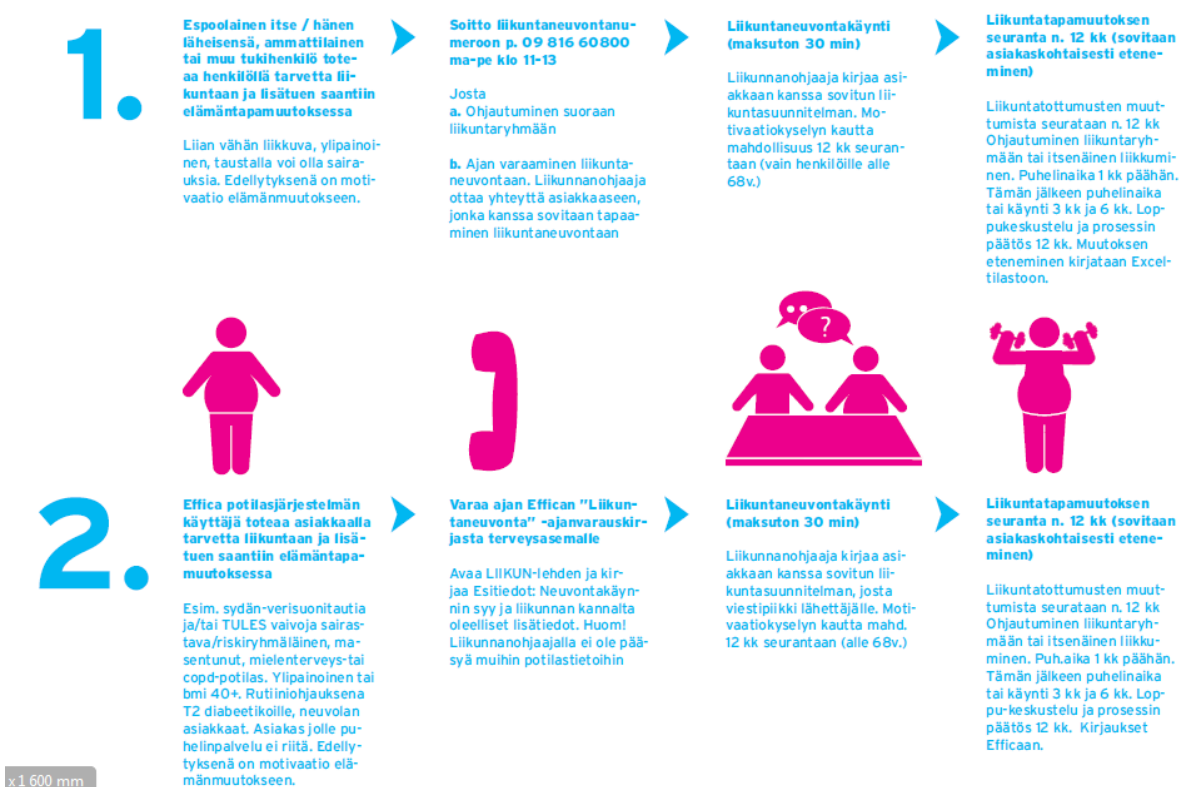 1.
Espoolainen itse / hänen
läheisensä, ammattilainen
tai muu tukihenkilö tote-
aa henkilöllä tarvetta lii-
kuntaan ja lisätuen saantiin
elämäntapamuutoksessa
Liian vähän liikkuva, ylipainoi-
nen, taustalla voi olla saira-
uksia. Edellytyksenä on moti-
vaatio elämänmuutokseen.
Soitto liikuntaneuvontanu-
meroon p. 09 816 60800
ma-pe klo 11-13
Josta
a. Ohjautuminen suoraan
liikuntaryhmään
b. Ajan varaaminen liikunta-
neuvontaan. Liikunnanohjaaja
ottaa yhteyttä asiakkaaseen,
jonka kanssa sovitaan tapaa-
minen liikuntaneuvontaan
Liikuntaneuvontakäynti
(maksuton 30 min)
Liikunnanohjaaja kirjaa asi-
akkaan kanssa sovitun lii-
kuntasuunnitelman. Mo-
tivaatiokyselyn kautta
mahdollisuus 12 kk seuran-
taan (vain henkilöille alle
68v.)
Liikuntatapamuutoksen
seuranta n. 12 kk (sovitaan
asiakaskohtaisesti etene-
minen)
Liikuntatottumusten muut-
tumista seurataan n. 12 kk
Ohjautuminen liikuntaryh-
mään tai itsenäinen liikkumi-
nen. Puhelinaika 1 kk päähän.
Tämän jälkeen puhelinaika
tai käynti 3 kk ja 6 kk. Lop-
pukeskustelu ja prosessin
päätös 12 kk. Muutoksen
eteneminen kirjataan Excel-
tilastoon.
?
2.
Effica potilasjärjestelmän
käyttäjä toteaa asiakkaalla
tarvetta liikuntaan ja lisä-
tuen saantiin elämäntapa-
muutoksessa
Esim. sydän-verisuonitautia
ja/tai TULES vaivoja sairas-
tava/riskiryhmäläinen, ma-
sentunut, mielenterveys-tai
copd-potilas. Ylipainoinen tai
bmi 40+. Rutiiniohjauksena
T2 diabeetikoille, neuvolan
asiakkaat. Asiakas jolle pu-
helinpalvelu ei riitä. Edelly-
tyksenä on motivaatio elä-
mänmuutokseen.
Varaa ajan Effican "Liikun-
taneuvonta" -ajanvarauskir-
jasta terveysasemalle
Avaa LIIKUN-lehden ja kir-
jaa Esitiedot: Neuvontakäyn-
nin syy ja liikunnan kannalta
oleelliset lisätiedot. Huom!
Liikunnanohjaajalla ei ole pää-
syä muihin potilastietoihin
Liikuntaneuvontakäynti
(maksuton 30 min)
Liikunnanohjaaja kirjaa asi-
akkaan kanssa sovitun lii-
kuntasuunnitelman, josta
viestipiikki lähettäjälle. Moti-
vaatiokyselyn kautta mahd.
12 kk seurantaan (alle 68v.)
Liikuntatapamuutoksen
seuranta n. 12 kk (sovitaan
asiakaskohtaisesti etene-
minen)
Liikuntatottumusten muut-
tumista seurataan n. 12 kk
Ohjautuminen liikuntaryh-
mään tai itsenäinen liikku-
minen. Puh.aika 1 kk päähän.
Tämän jälkeen puhelinaika
tai käynti 3 kk ja 6 kk. Lop-
pu-keskustelu ja prosessin
päätös 12 kk. Kirjaukset
Efficaan.
x 1 600 mm